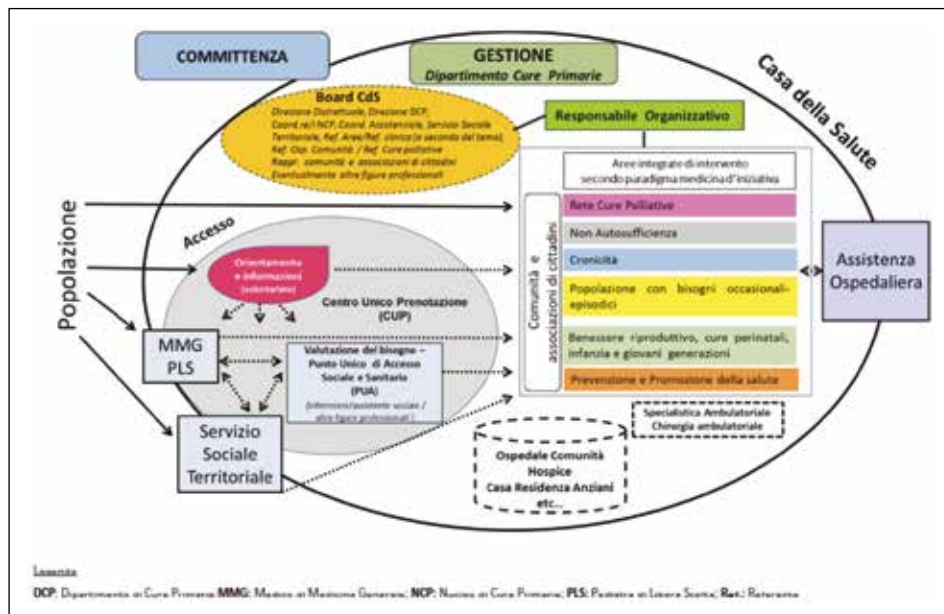 COMMITTENZA
GESTIONE
Dipartimento Cure Primarie
Casa della Salute
Board CdS
Direzione Distrettuale, Direzione DCP,
Coord.re/i NCP, Coord. Assistenziale, Servizio Sociale
Territoriale, Ref. Area/Ref. clinico (a seconda del tema),
Ref. Osp. Comunità / Ref. Cure palliative
Rappr. comunità e associazioni di cittadini
Eventualmente altre figure professionali
Responsabile Organizzativo
Aree integrate di intervento
secondo paradigma medicina d'iniziativa
Comunità e
associazioni di cittadini
Rete Cure Palliative
Non Autosufficienza
Cronicità
Popolazione con bisogni occasionali-
episodici
Benessere riproduttivo, cure perinatali,
infanzia e giovani generazioni
Prevenzione e Promozione della salute
Assistenza
Ospedaliera
Popolazione
Accesso
Orientamento
e informazioni
(volontariato)
Centro Unico Prenotazione
(CUP)
MMG
PLS
Valutazione del bisogno –
Punto Unico di Accesso
Sociale e Sanitario
(PUA)
(infermiere/assistente sociale /
altre figure professionali)
Servizio
Sociale
Territoriale
Specialistica Ambulatoriale
Chirurgia ambulatoriale
Ospedale Comunità
Hospice
Casa Residenza Anziani
etc...
Legenda
DCP: Dipartimento di Cure Primarie MMG: Medico di Medicina Generale; NCP: Nucleo di Cure Primarie; PLS: Pediatra di Libera Scelta; Ref.: Referente